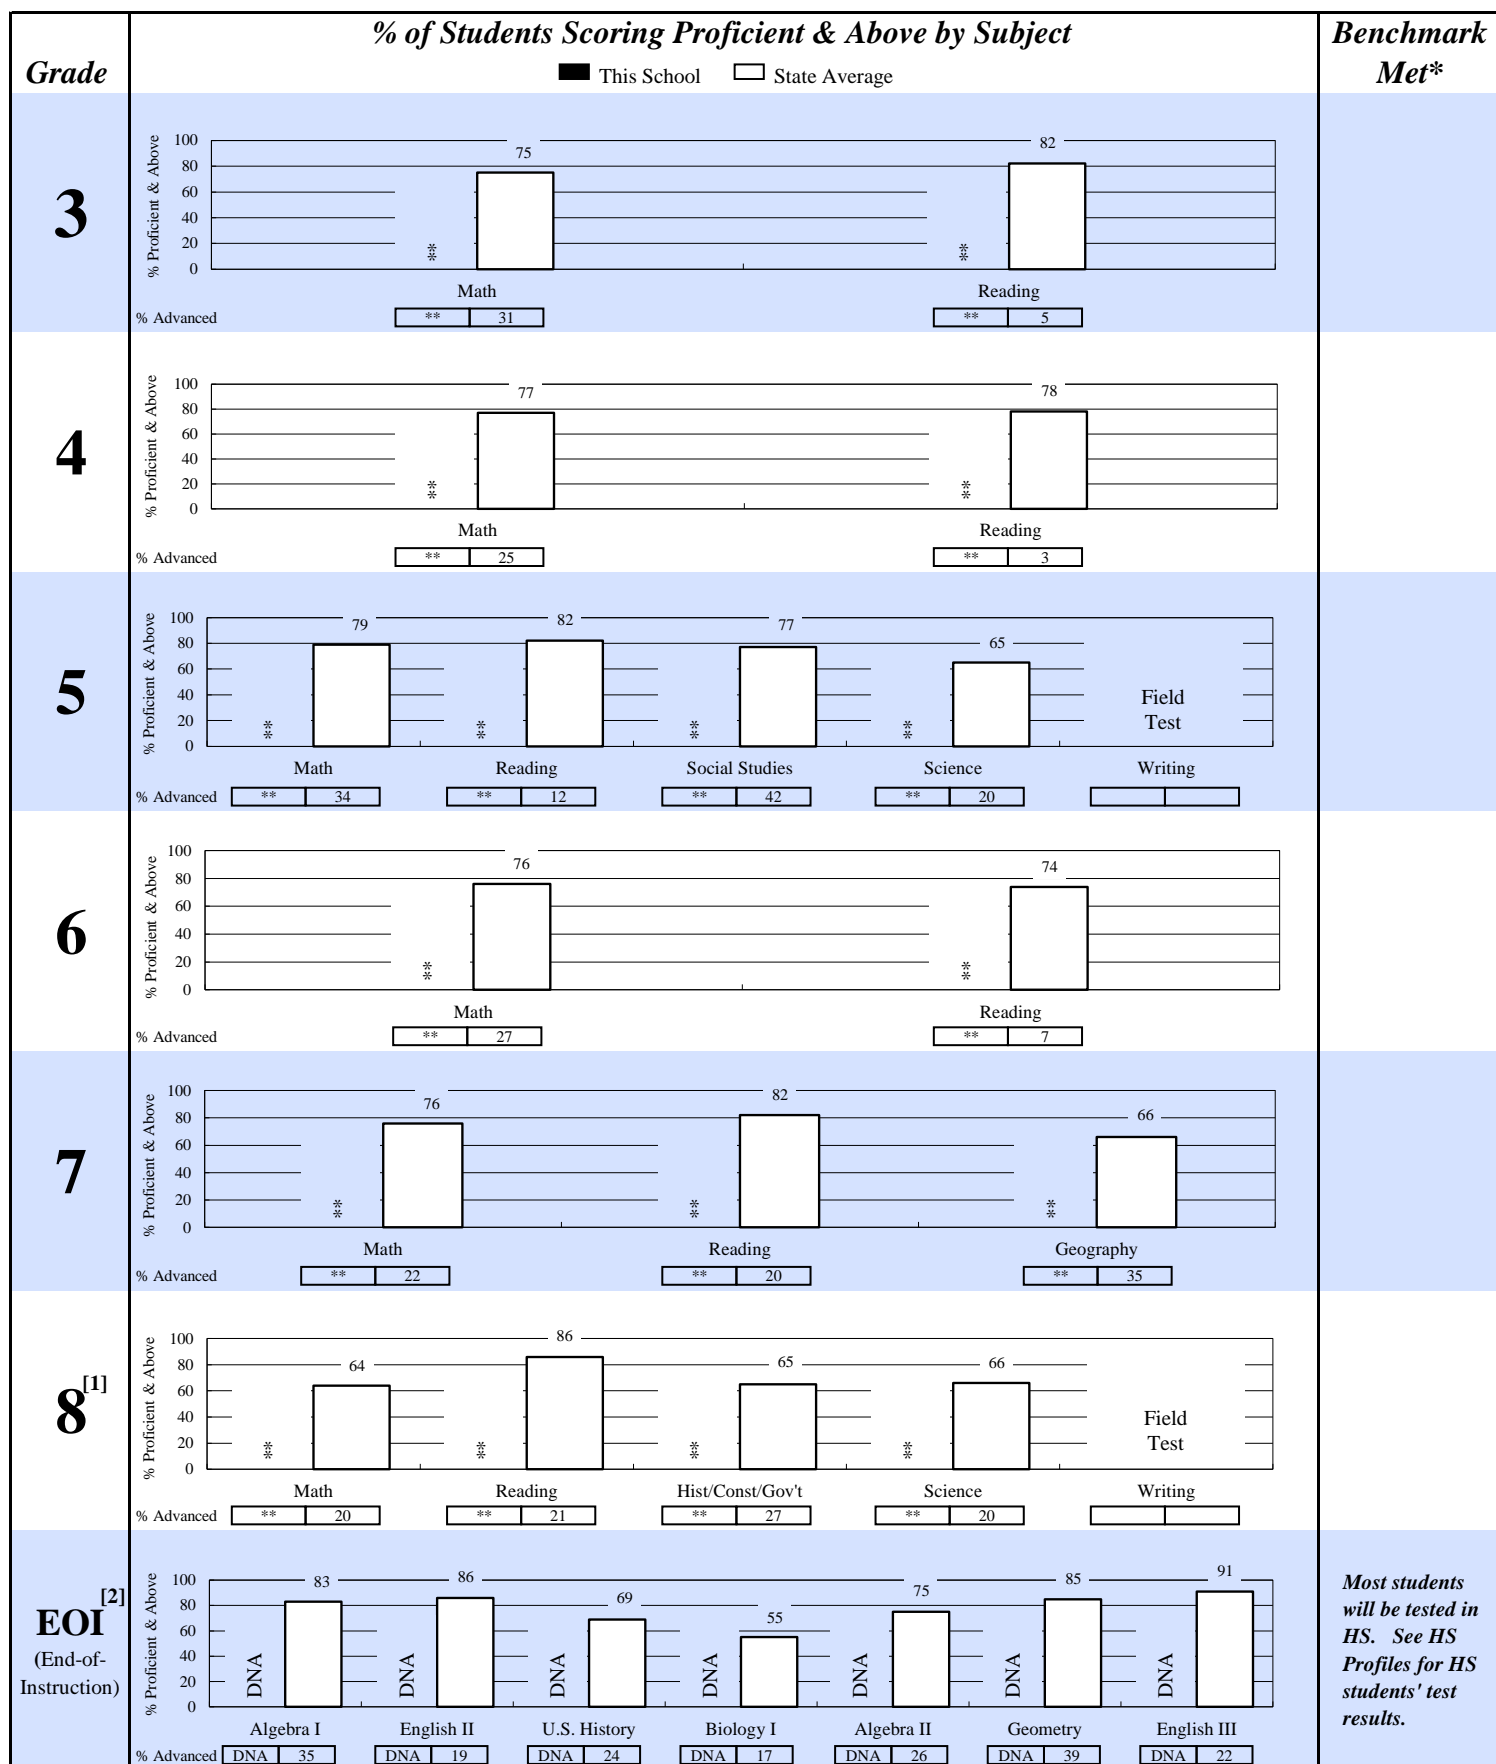 % of Students Scoring Proficient & Above by Subject
Benchmark
Met*
Grade
This School State Average
3
% Proficient & Above
100
80
60
40
20
0
75
82
**
**
Math Reading
% Advanced ** 31 ** 5
4
% Proficient & Above
100
80
60
40
20
0
77
78
**
**
Math Reading
% Advanced ** 25 ** 3
5
% Proficient & Above
100
80
60
40
20
0
79
82
77
65
**
**
**
**
Field
Test
Math Reading Social Studies Science Writing
% Advanced ** 34 ** 12 ** 42 ** 20
6
% Proficient & Above
100
80
60
40
20
0
76
74
**
**
Math Reading
% Advanced ** 27 ** 7
7
% Proficient & Above
100
80
60
40
20
0
76
82
66
**
**
**
Math Reading Geography
% Advanced ** 22 ** 20 ** 35
8[1]
% Proficient & Above
100
80
60
40
20
0
64
86
65
66
**
**
**
**
Field
Test
Math Reading Hist/Const/Gov't Science Writing
% Advanced ** 20 ** 21 ** 27 ** 20
EOI[2]
(End-of-
Instruction)
% Proficient & Above
100
80
60
40
20
0
83
86
69
55
75
85
91
DNA DNA DNA DNA DNA DNA DNA
Algebra I English II U.S. History Biology I Algebra II Geometry English III
% Advanced DNA 35 DNA 19 DNA 24 DNA 17 DNA 26 DNA 39 DNA 22
Most students
will be tested in
HS. See HS
Profiles for HS
students' test
results.